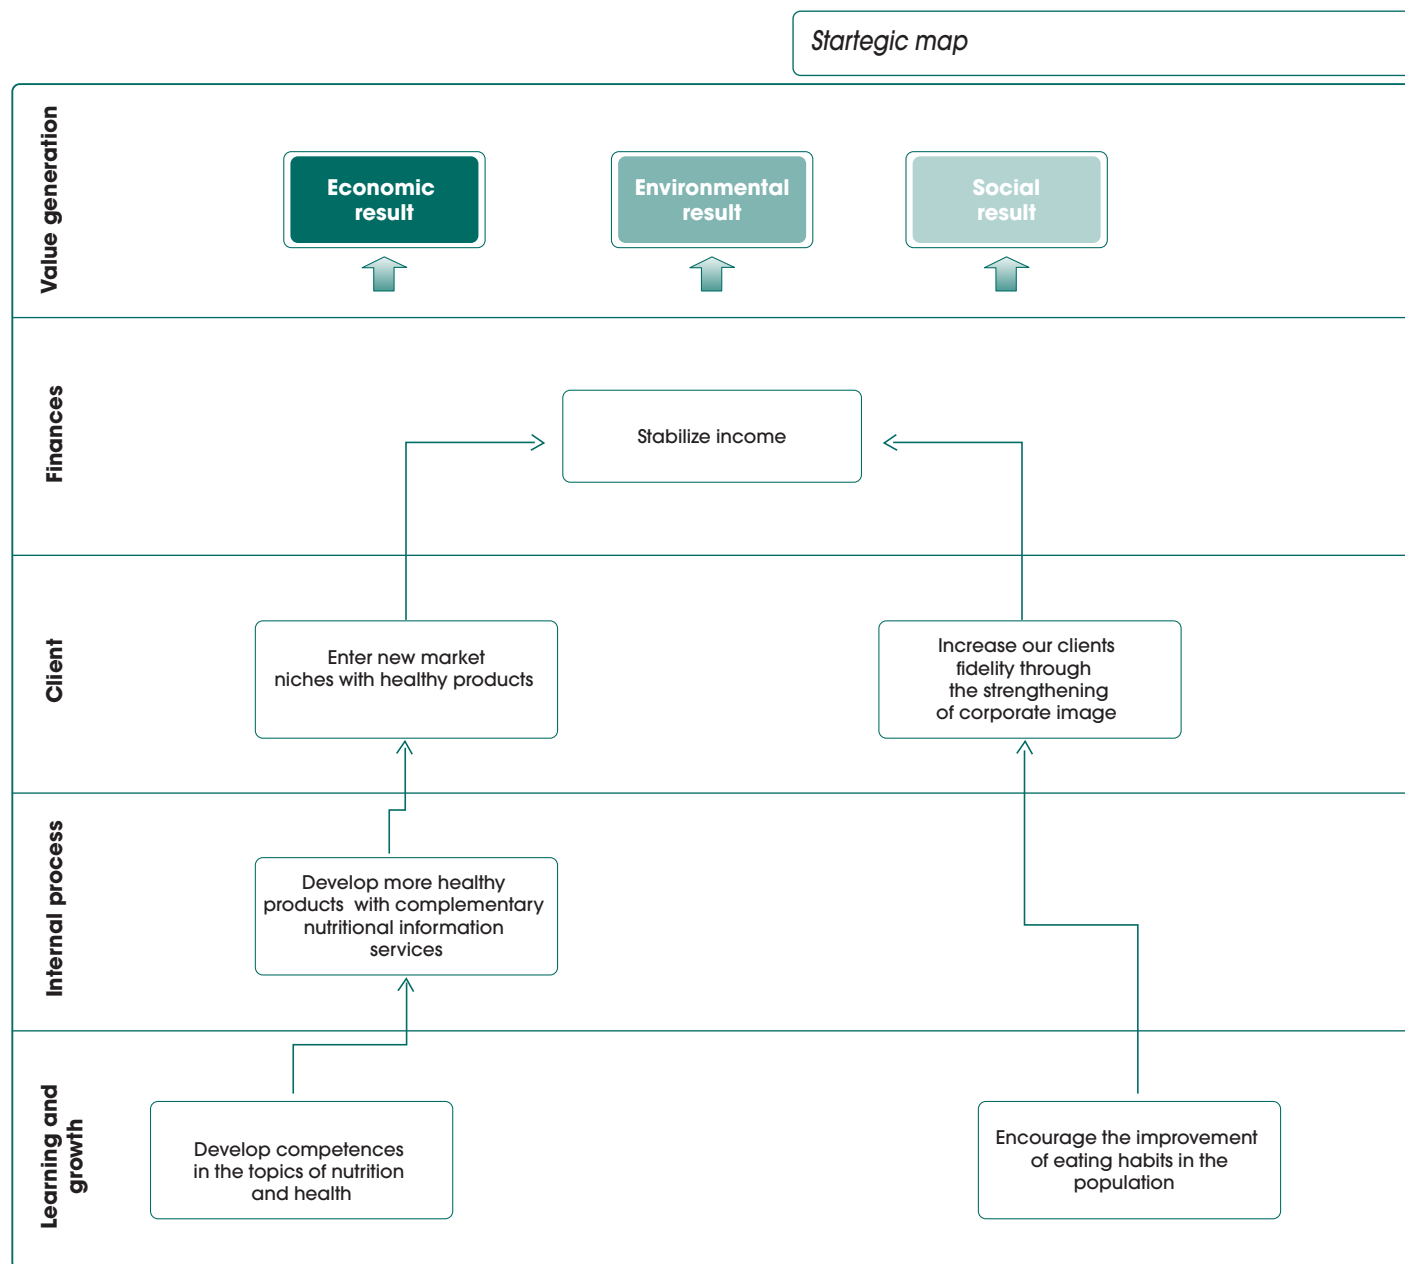 Startegic map
Value generation
Economic
result
Environmental
result
Social
result
Finances
Stabilize income
Client
Enter new market
niches with healthy products
Increase our clients
fidelity through
the strengthening
of corporate image
Internal process
Develop more healthy
products with complementary
nutritional information
services
Learning and
growth
Develop competences
in the topics of nutrition
and health
Encourage the improvement
of eating habits in the
population